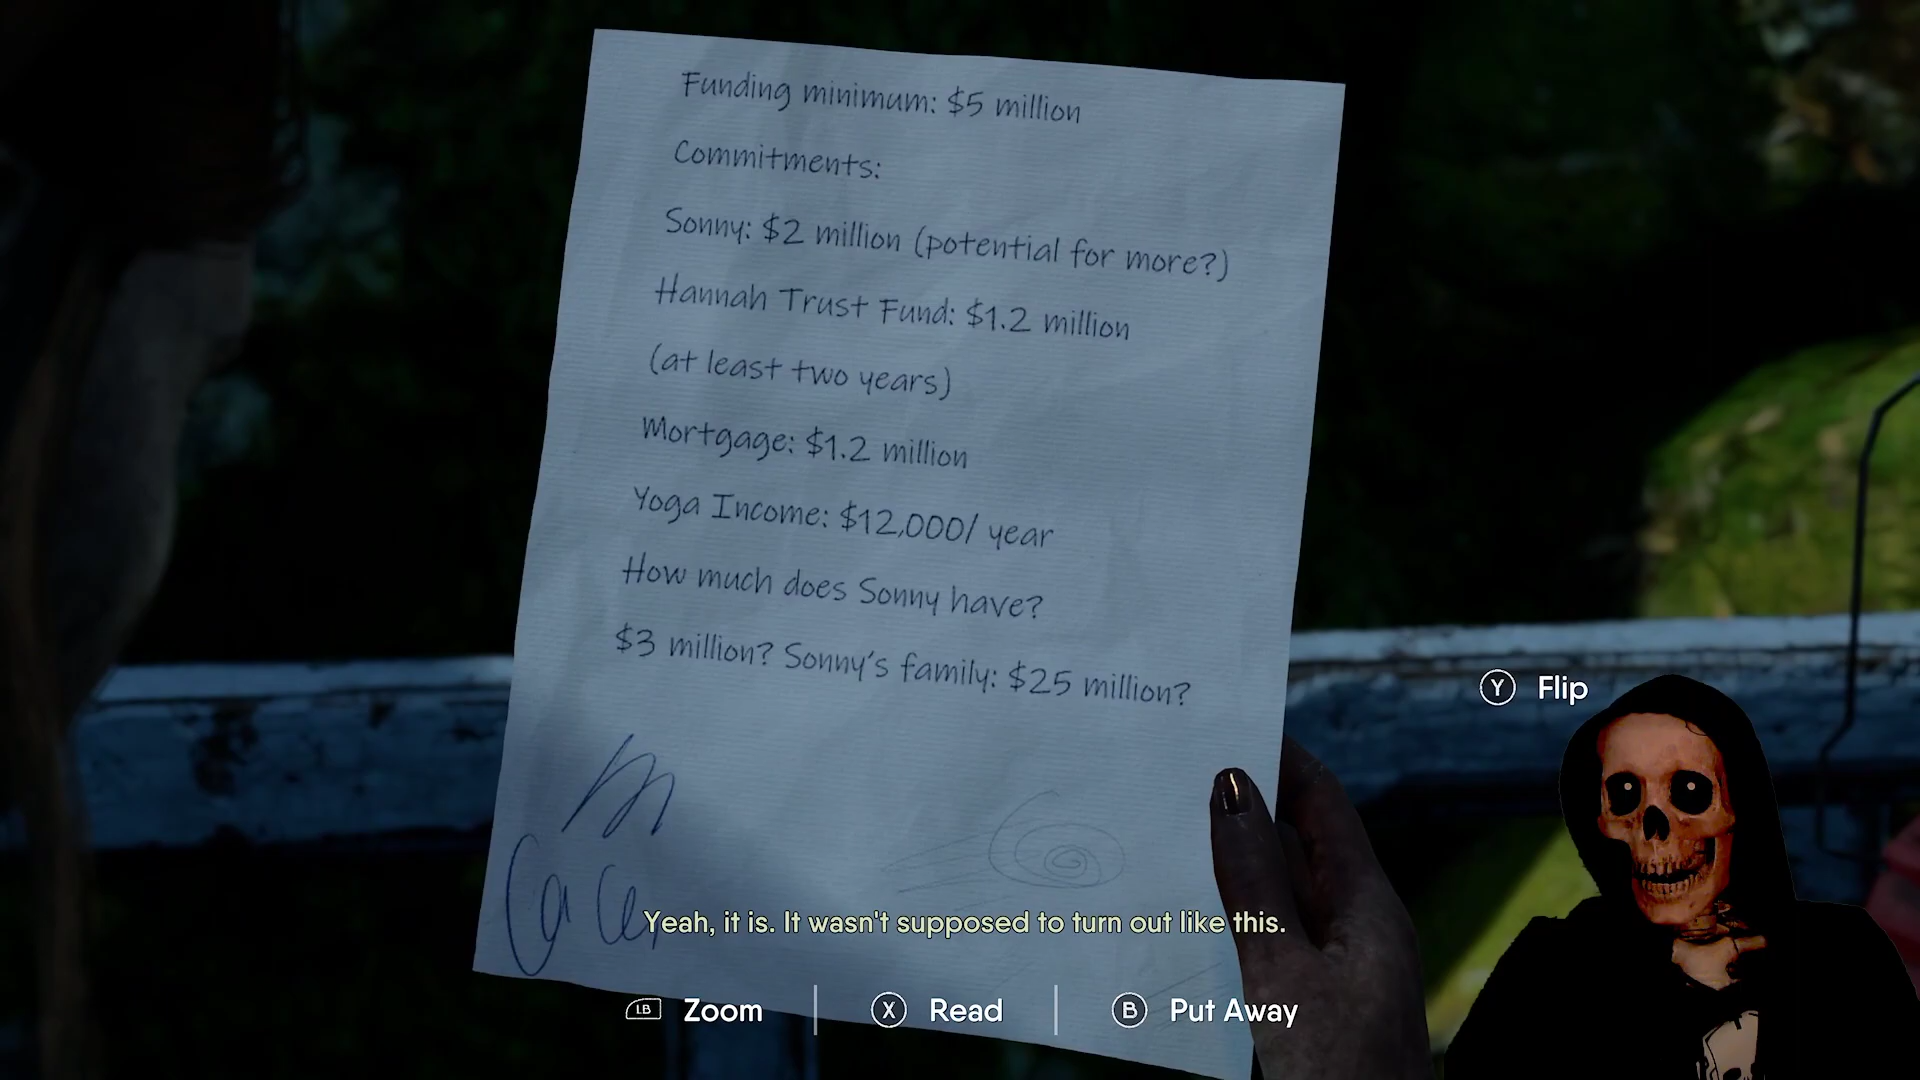 Funding minimum: $5 million
Commitments:
Sonny: $2 million (potential for more?)
Hannah Trust Fund: $1.2 million
(at least two years)
Mortgage: $1.2 million
Yoga Income: $12,000/ year
How much does Sonny have?
$3 million? Sonny's family: $25 million?
Y Flip
Yeah, it is. It wasn't supposed to turn out like this.
LB Zoom X Read B Put Away